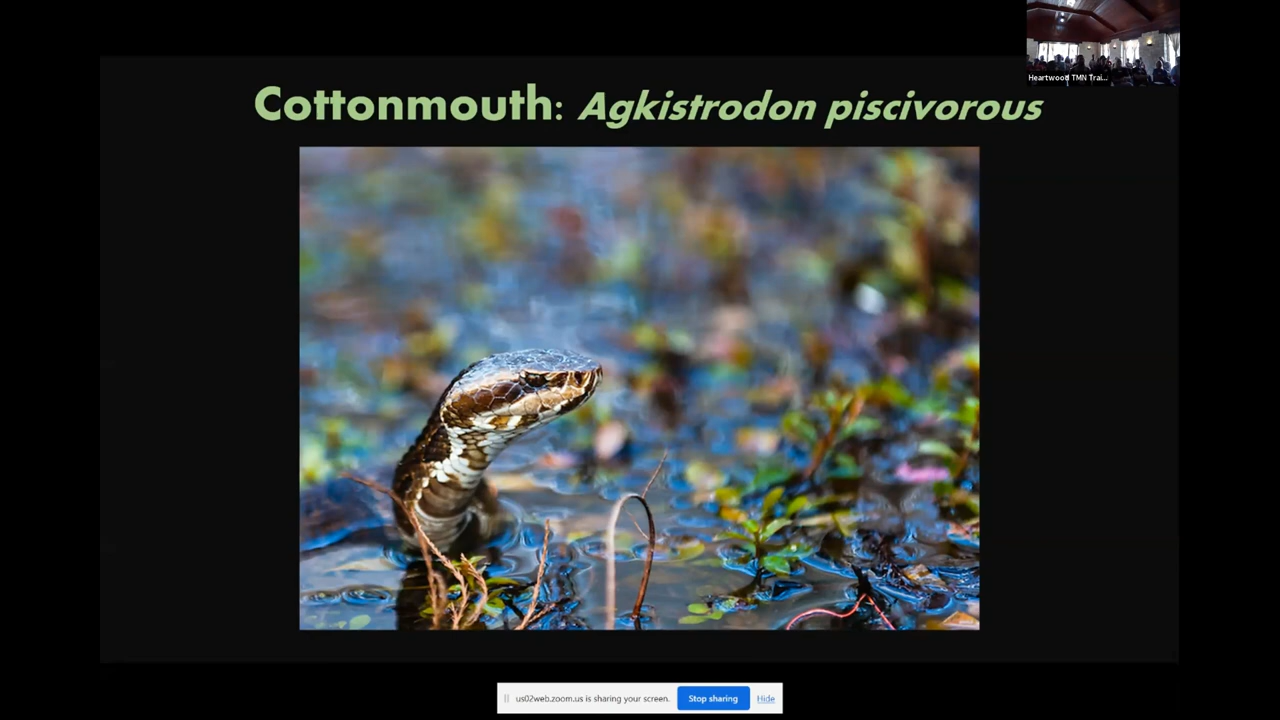 Heartwood TMN Trai...
Cottonmouth: Agkistrodon piscivorous
us02web.zoom.us is sharing your screen.
Stop sharing
Hide